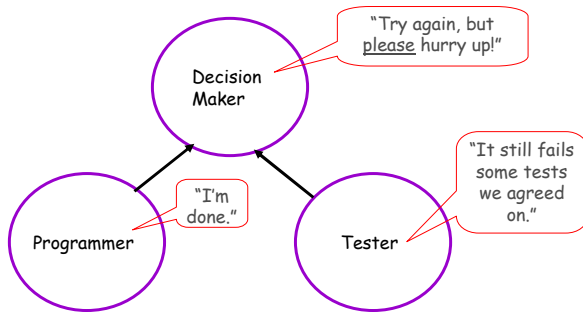 “Try again, but
please hurry up!”
Decision
Maker
“It still fails
some tests
we agreed
on.”
“I’m
done.”
Programmer
Tester